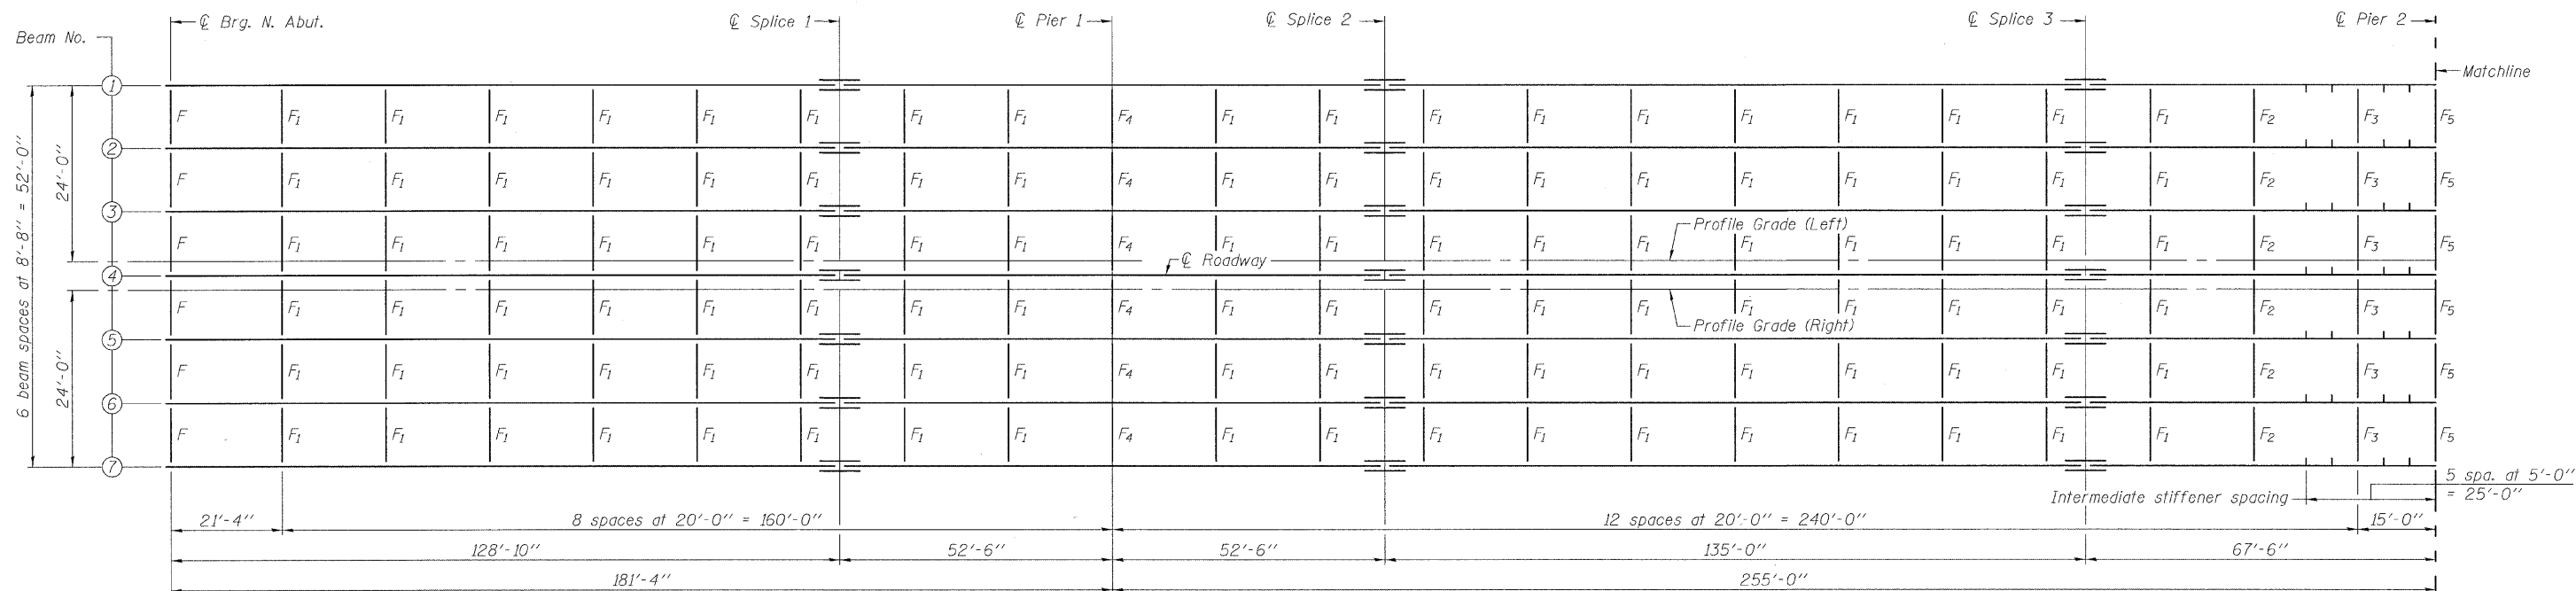 ℄ Brg. N. Abut.
℄ Splice 1
℄ Pier 1
℄ Splice 2
℄ Splice 3
℄ Pier 2
Beam No.
Matchline
1
F F₁ F₁ F₁ F₁ F₁ F₁ F₁ F₁ F₄ F₁ F₁ F₁ F₁ F₁ F₁ F₁ F₁ F₁ F₁ F₂ F₃ F₅
2
F F₁ F₁ F₁ F₁ F₁ F₁ F₁ F₁ F₄ F₁ F₁ F₁ F₁ F₁ F₁ F₁ F₁ F₁ F₁ F₂ F₃ F₅
3
Profile Grade (Left)
F F₁ F₁ F₁ F₁ F₁ F₁ F₁ F₁ F₄ F₁ F₁ F₁ F₁ F₁ F₁ F₁ F₁ F₁ F₁ F₂ F₃ F₅
℄ Roadway
4
F F₁ F₁ F₁ F₁ F₁ F₁ F₁ F₁ F₄ F₁ F₁ F₁ F₁ F₁ F₁ F₁ F₁ F₁ F₁ F₂ F₃ F₅
Profile Grade (Right)
5
F F₁ F₁ F₁ F₁ F₁ F₁ F₁ F₁ F₄ F₁ F₁ F₁ F₁ F₁ F₁ F₁ F₁ F₁ F₁ F₂ F₃ F₅
6
F F₁ F₁ F₁ F₁ F₁ F₁ F₁ F₁ F₄ F₁ F₁ F₁ F₁ F₁ F₁ F₁ F₁ F₁ F₁ F₂ F₃ F₅
7
6 beam spaces at 8'-8" = 52'-0"
24'-0"
24'-0"
5 spa. at 5'-0"
= 25'-0"
Intermediate stiffener spacing
21'-4"
8 spaces at 20'-0" = 160'-0"
12 spaces at 20'-0" = 240'-0"
15'-0"
128'-10"
52'-6"
52'-6"
135'-0"
67'-6"
181'-4"
255'-0"